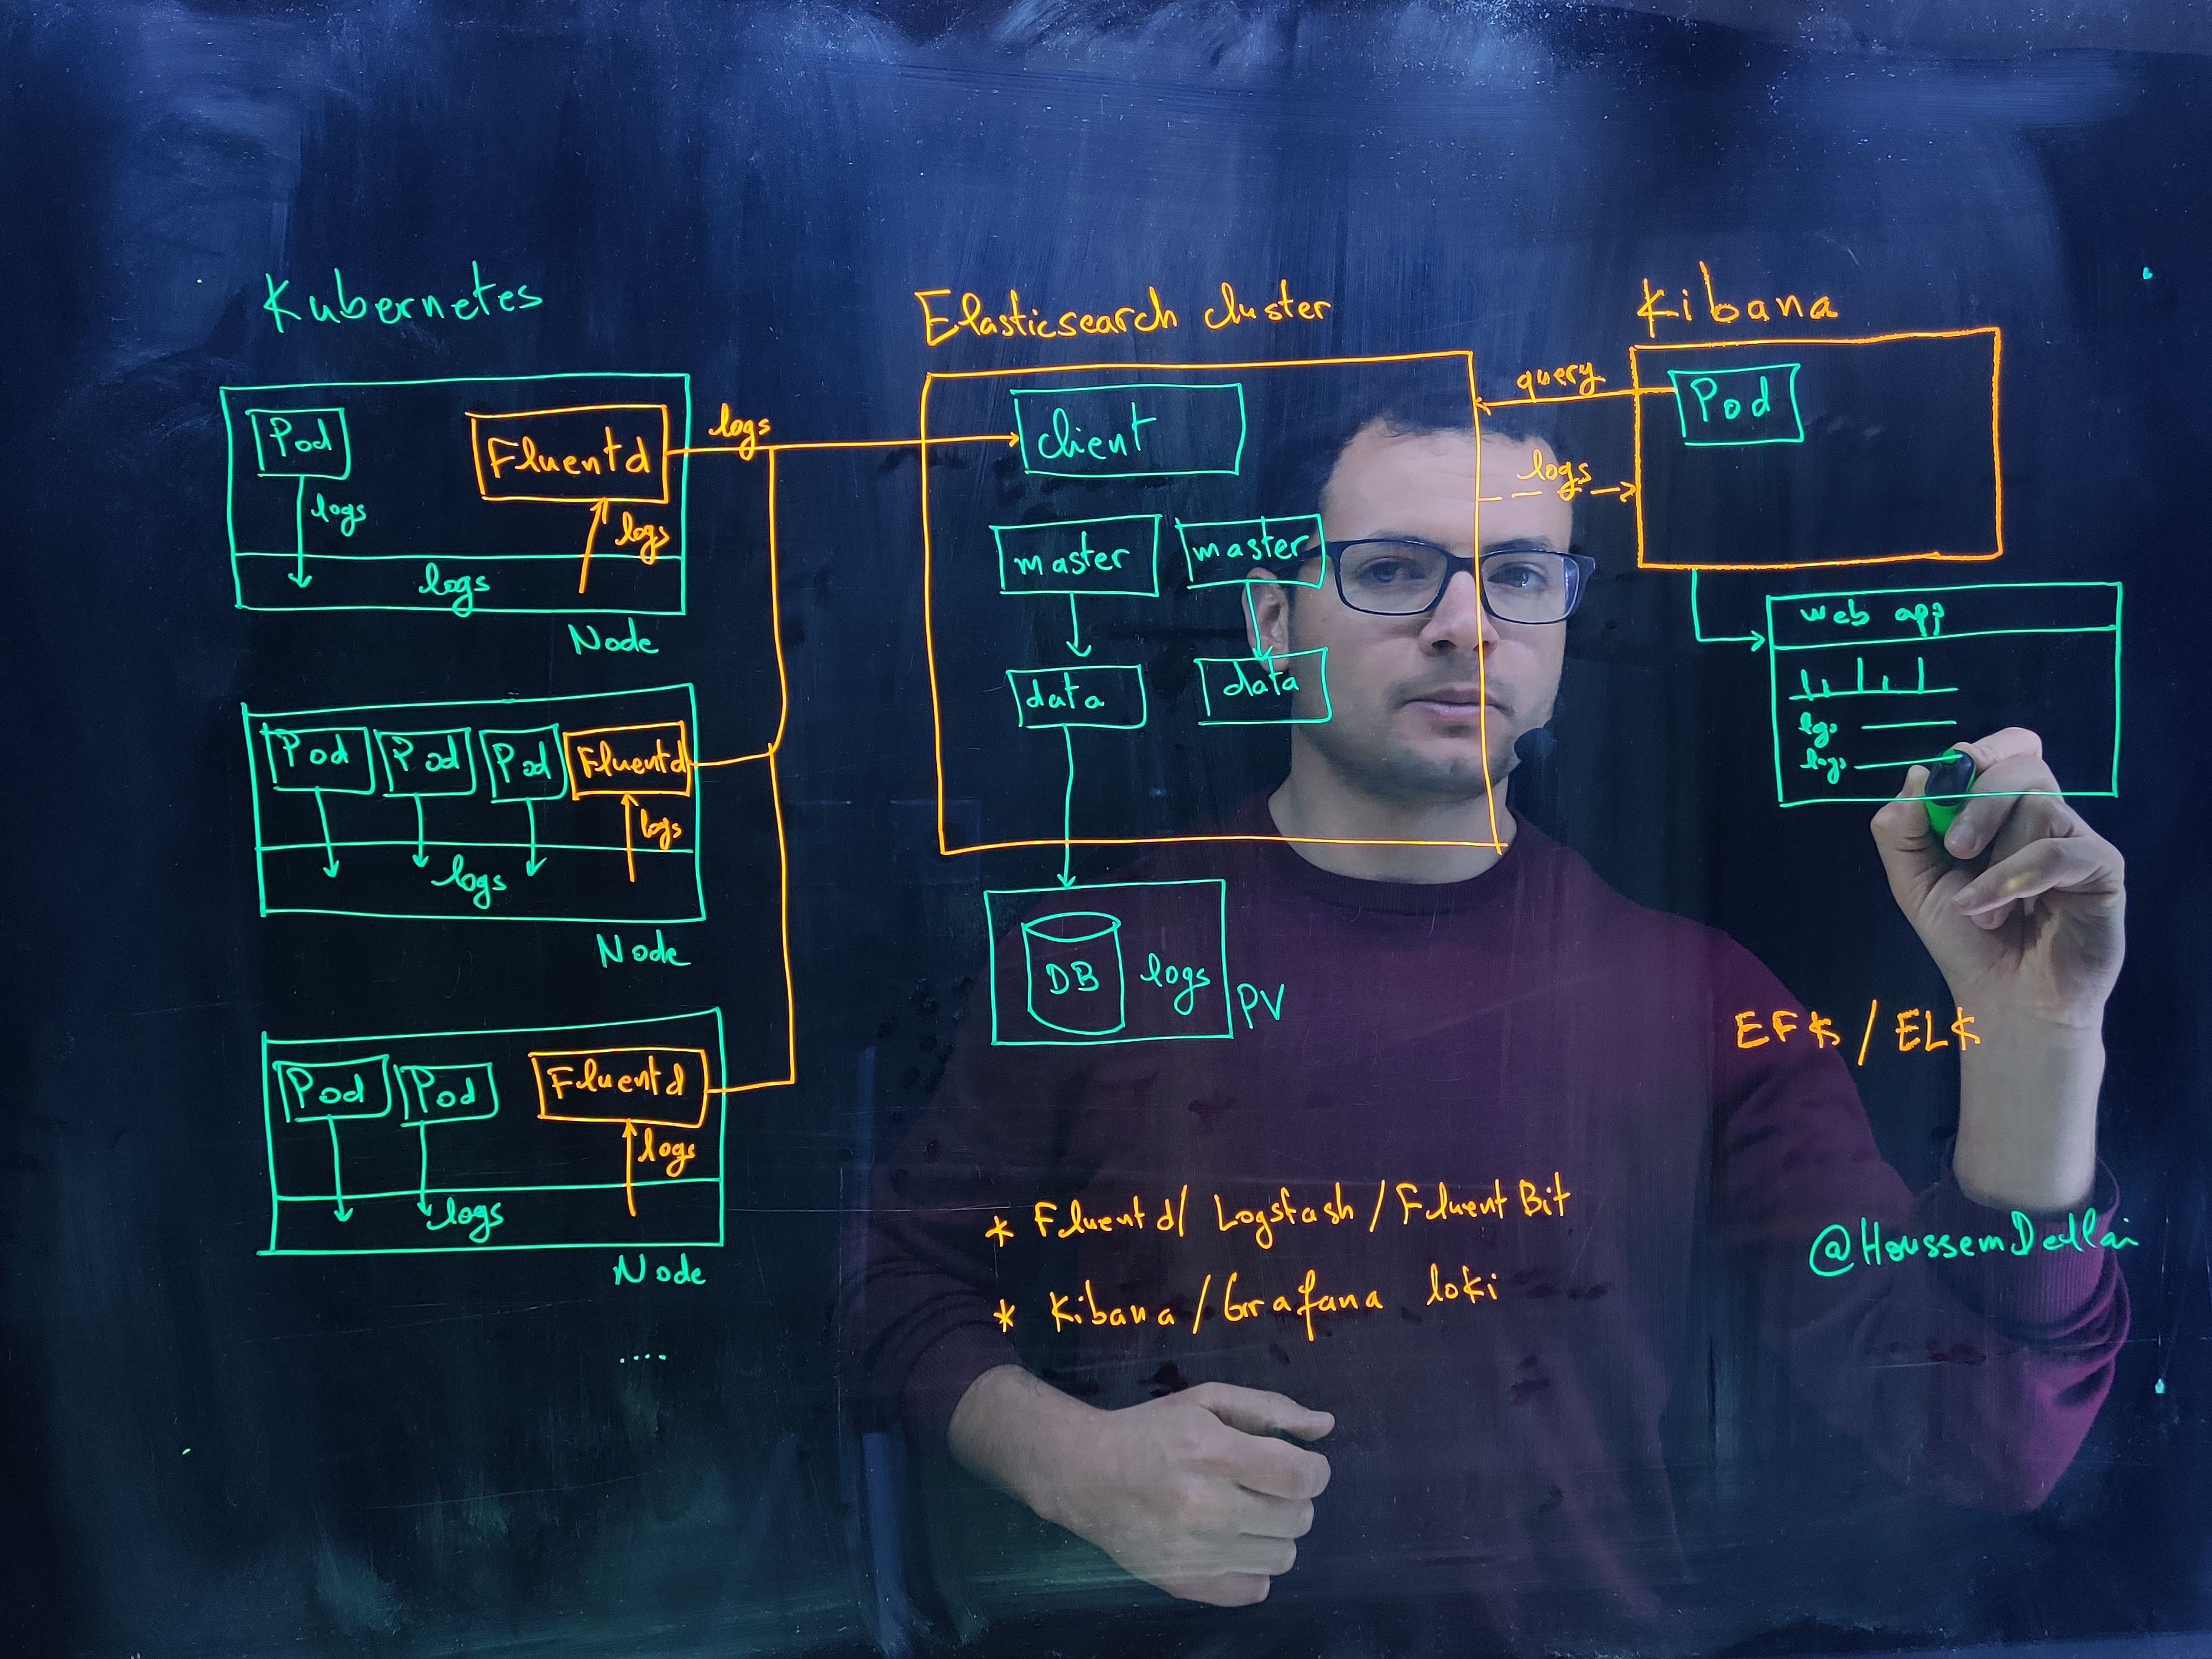 Kubernetes
Pod
Fluentd
logs
logs
logs
Node
logs
Pod
Pod
Pod
Fluentd
logs
logs
Node
Pod
Pod
Fluentd
logs
logs
Node
....
Elasticsearch cluster
client
master
master
data
data
DB
logs
PV
query
logs
Kibana
Pod
web app
logs
logs
EFK / ELK
* Fluentd/ Logstash / Fluent Bit
* Kibana / Grafana loki
@HoussemDellai